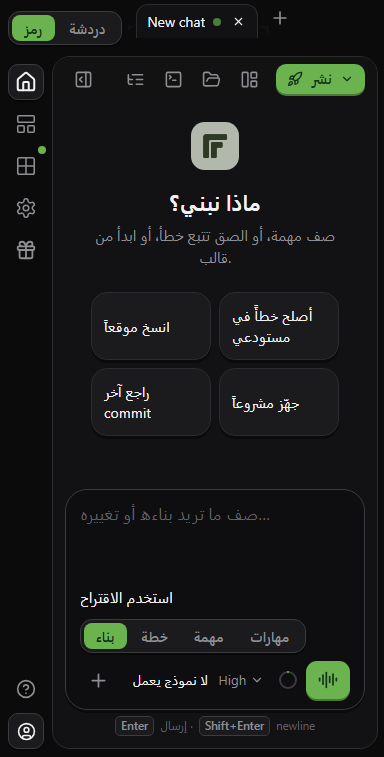 رمز
دردشة
New chat
نشر
ماذا نبني؟
صف مهمة، أو الصق تتبع خطأ، أو ابدأ من
قالب.
انسخ موقعاً
أصلح خطأً في
مستودعي
راجع آخر
commit
جهّز مشروعاً
صف ما تريد بناءه أو تغييره...
استخدم الاقتراح
بناء
خطة
مهمة
مهارات
لا نموذج يعمل
High
Enter إرسال · Shift+Enter newline